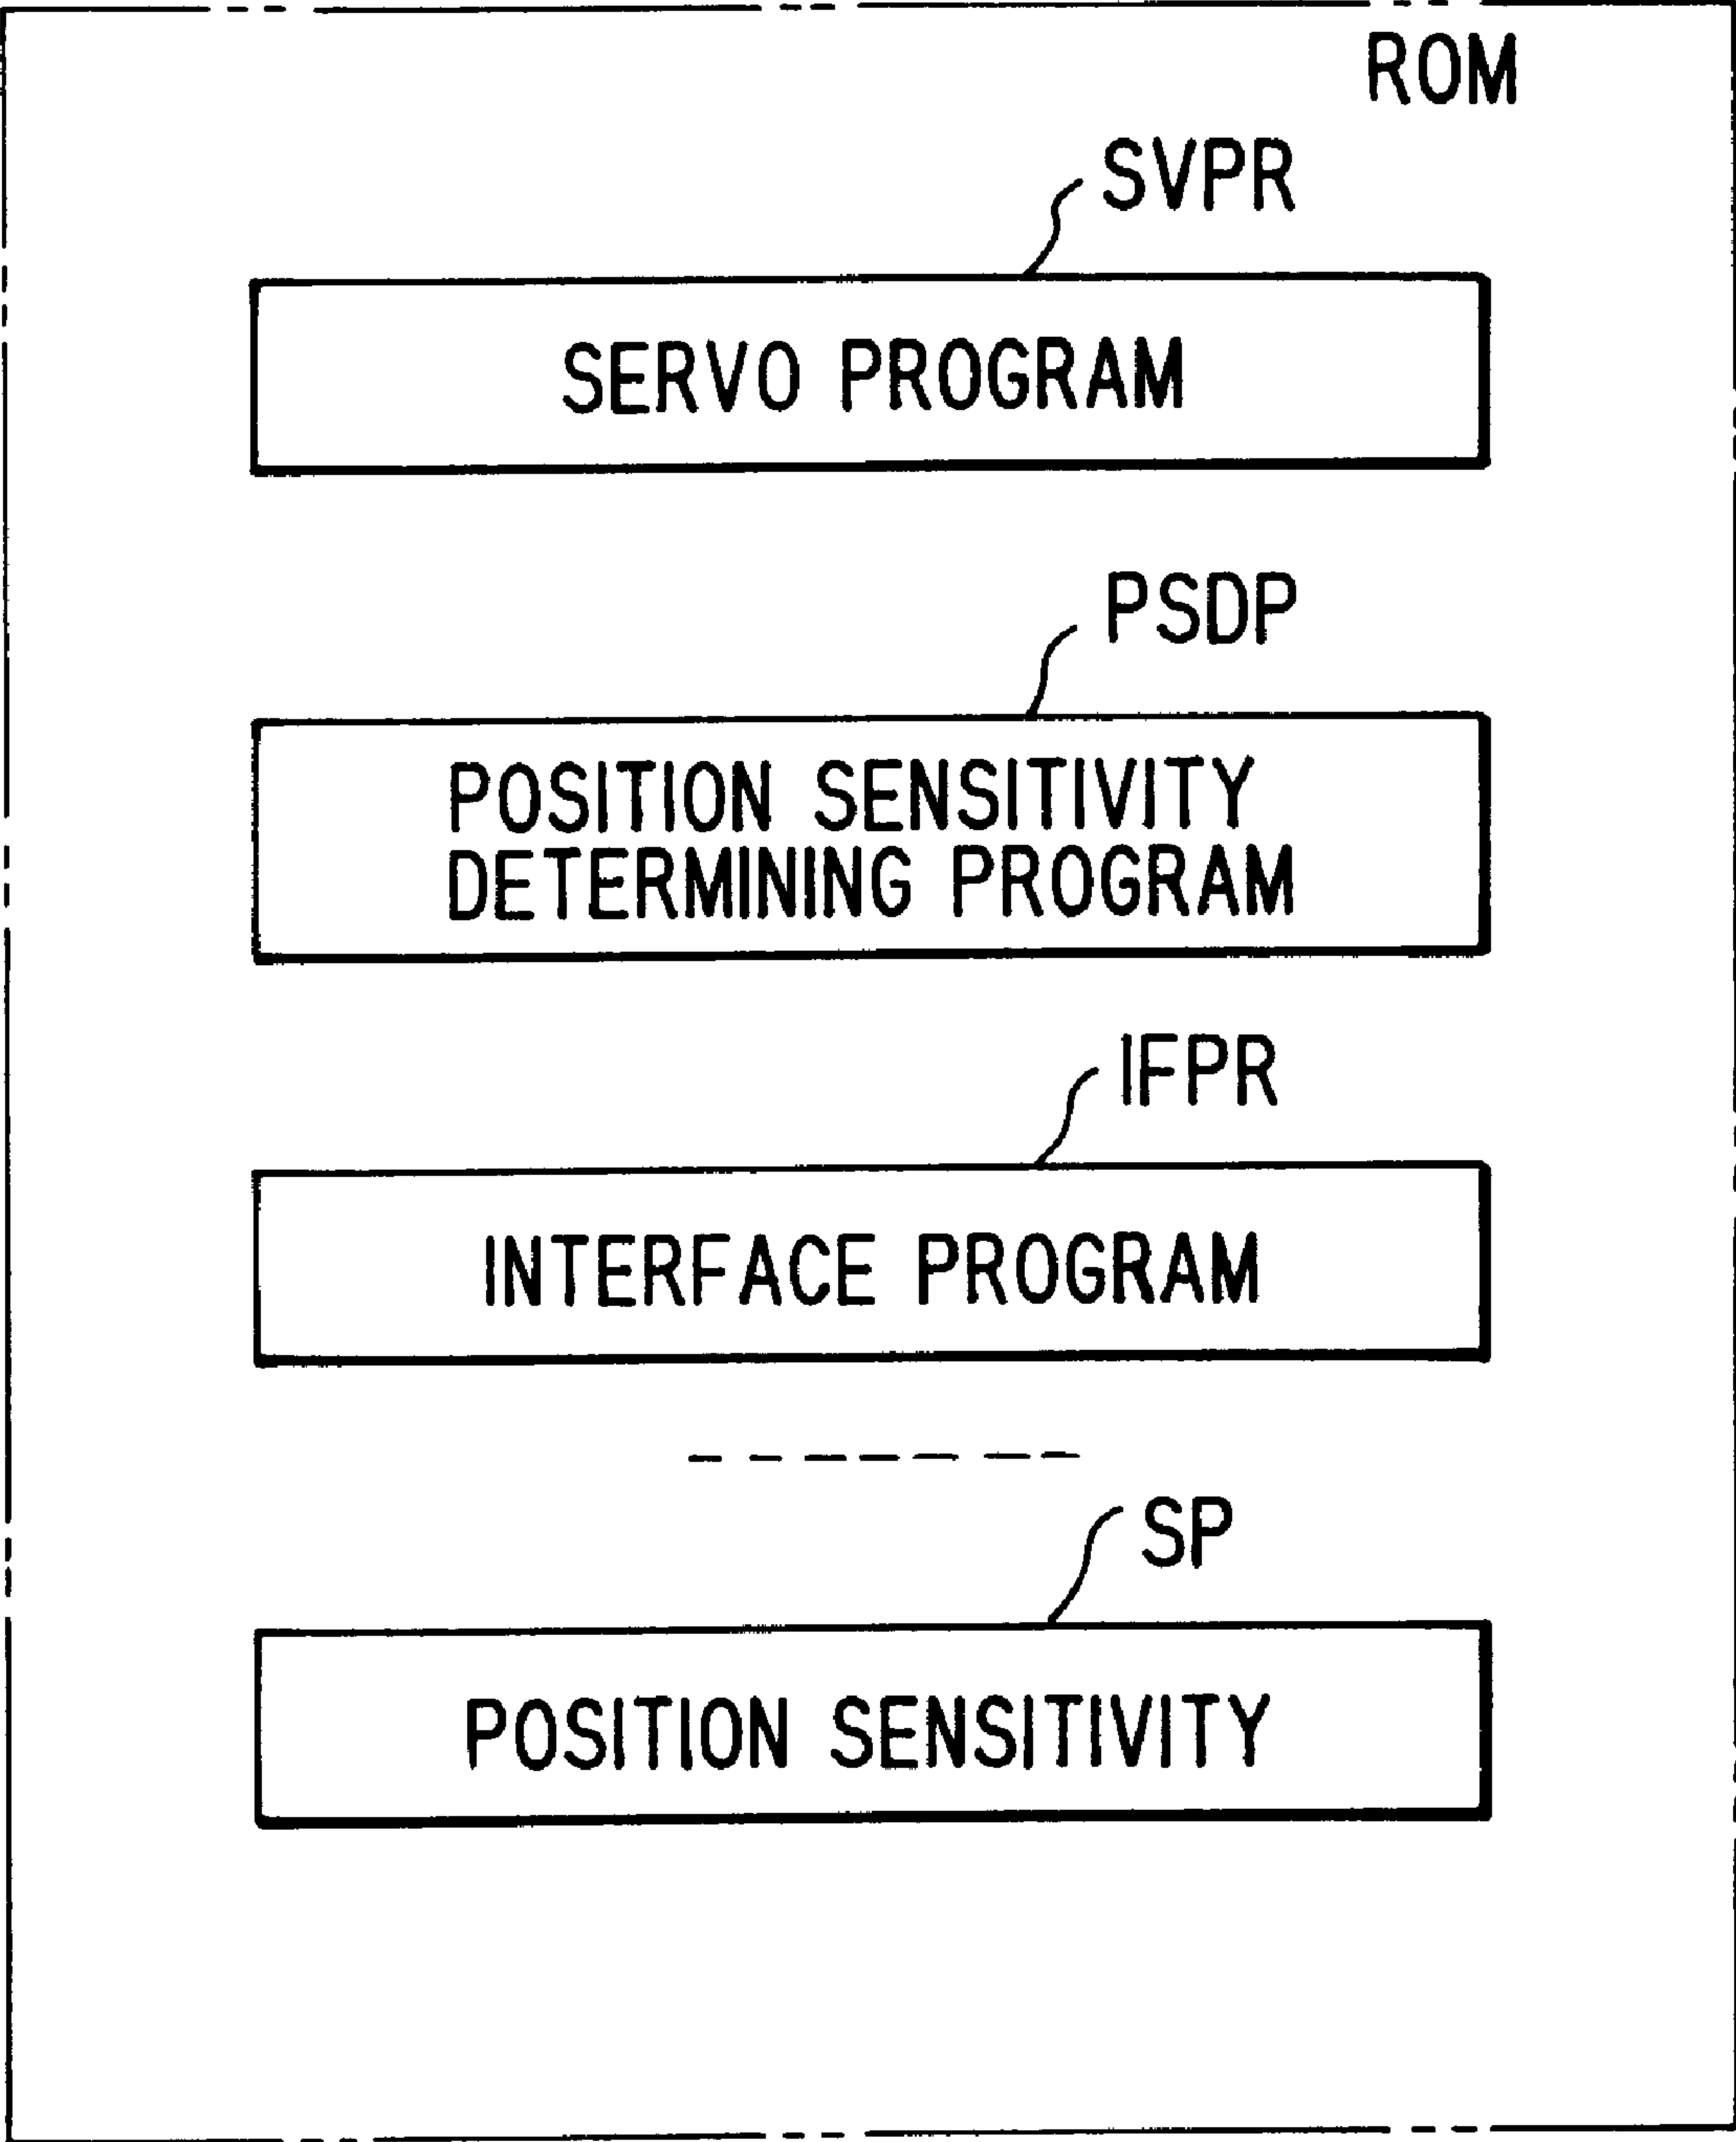 ROM
SVPR
SERVO PROGRAM
PSDP
POSITION SENSITIVITY
DETERMINING PROGRAM
IFPR
INTERFACE PROGRAM
SP
POSITION SENSITIVITY